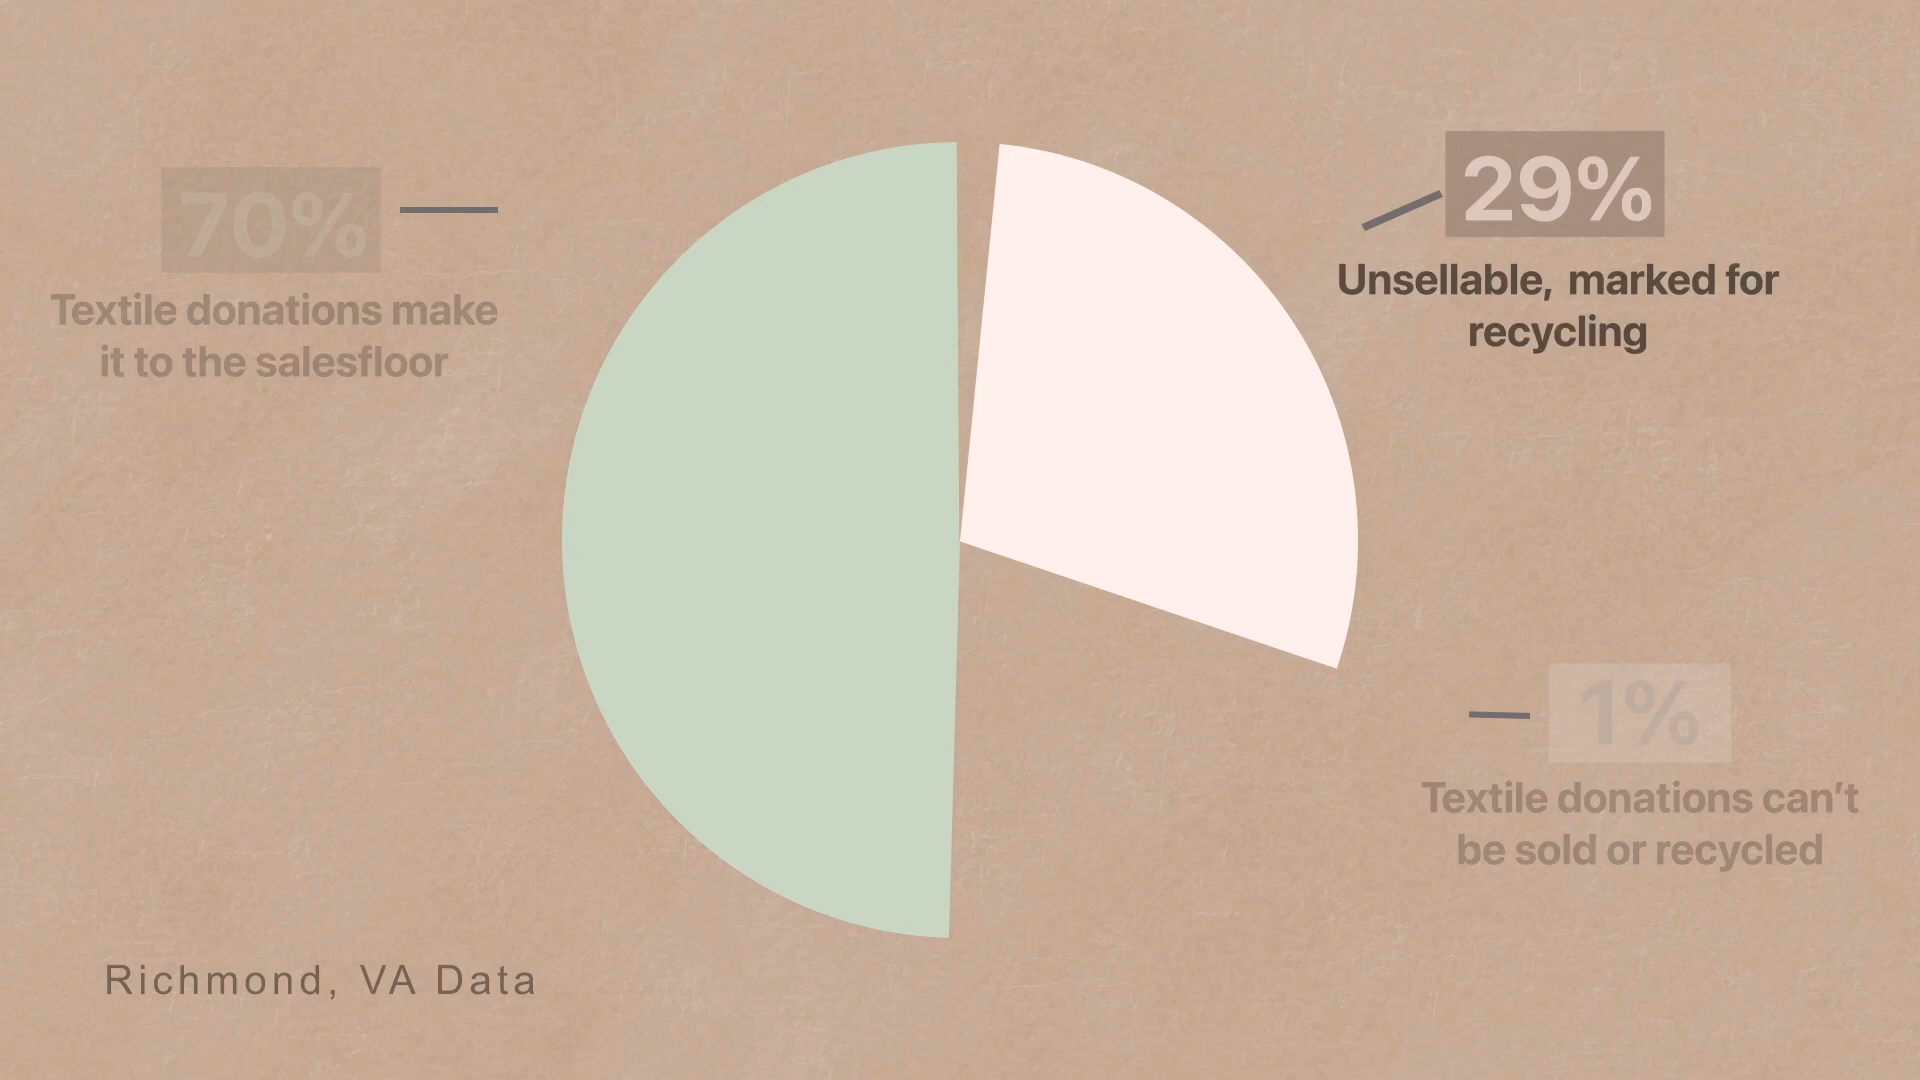 70%
Textile donations make
it to the salesfloor
29%
Unsellable, marked for
recycling
1%
Textile donations can't
be sold or recycled
Richmond, VA Data